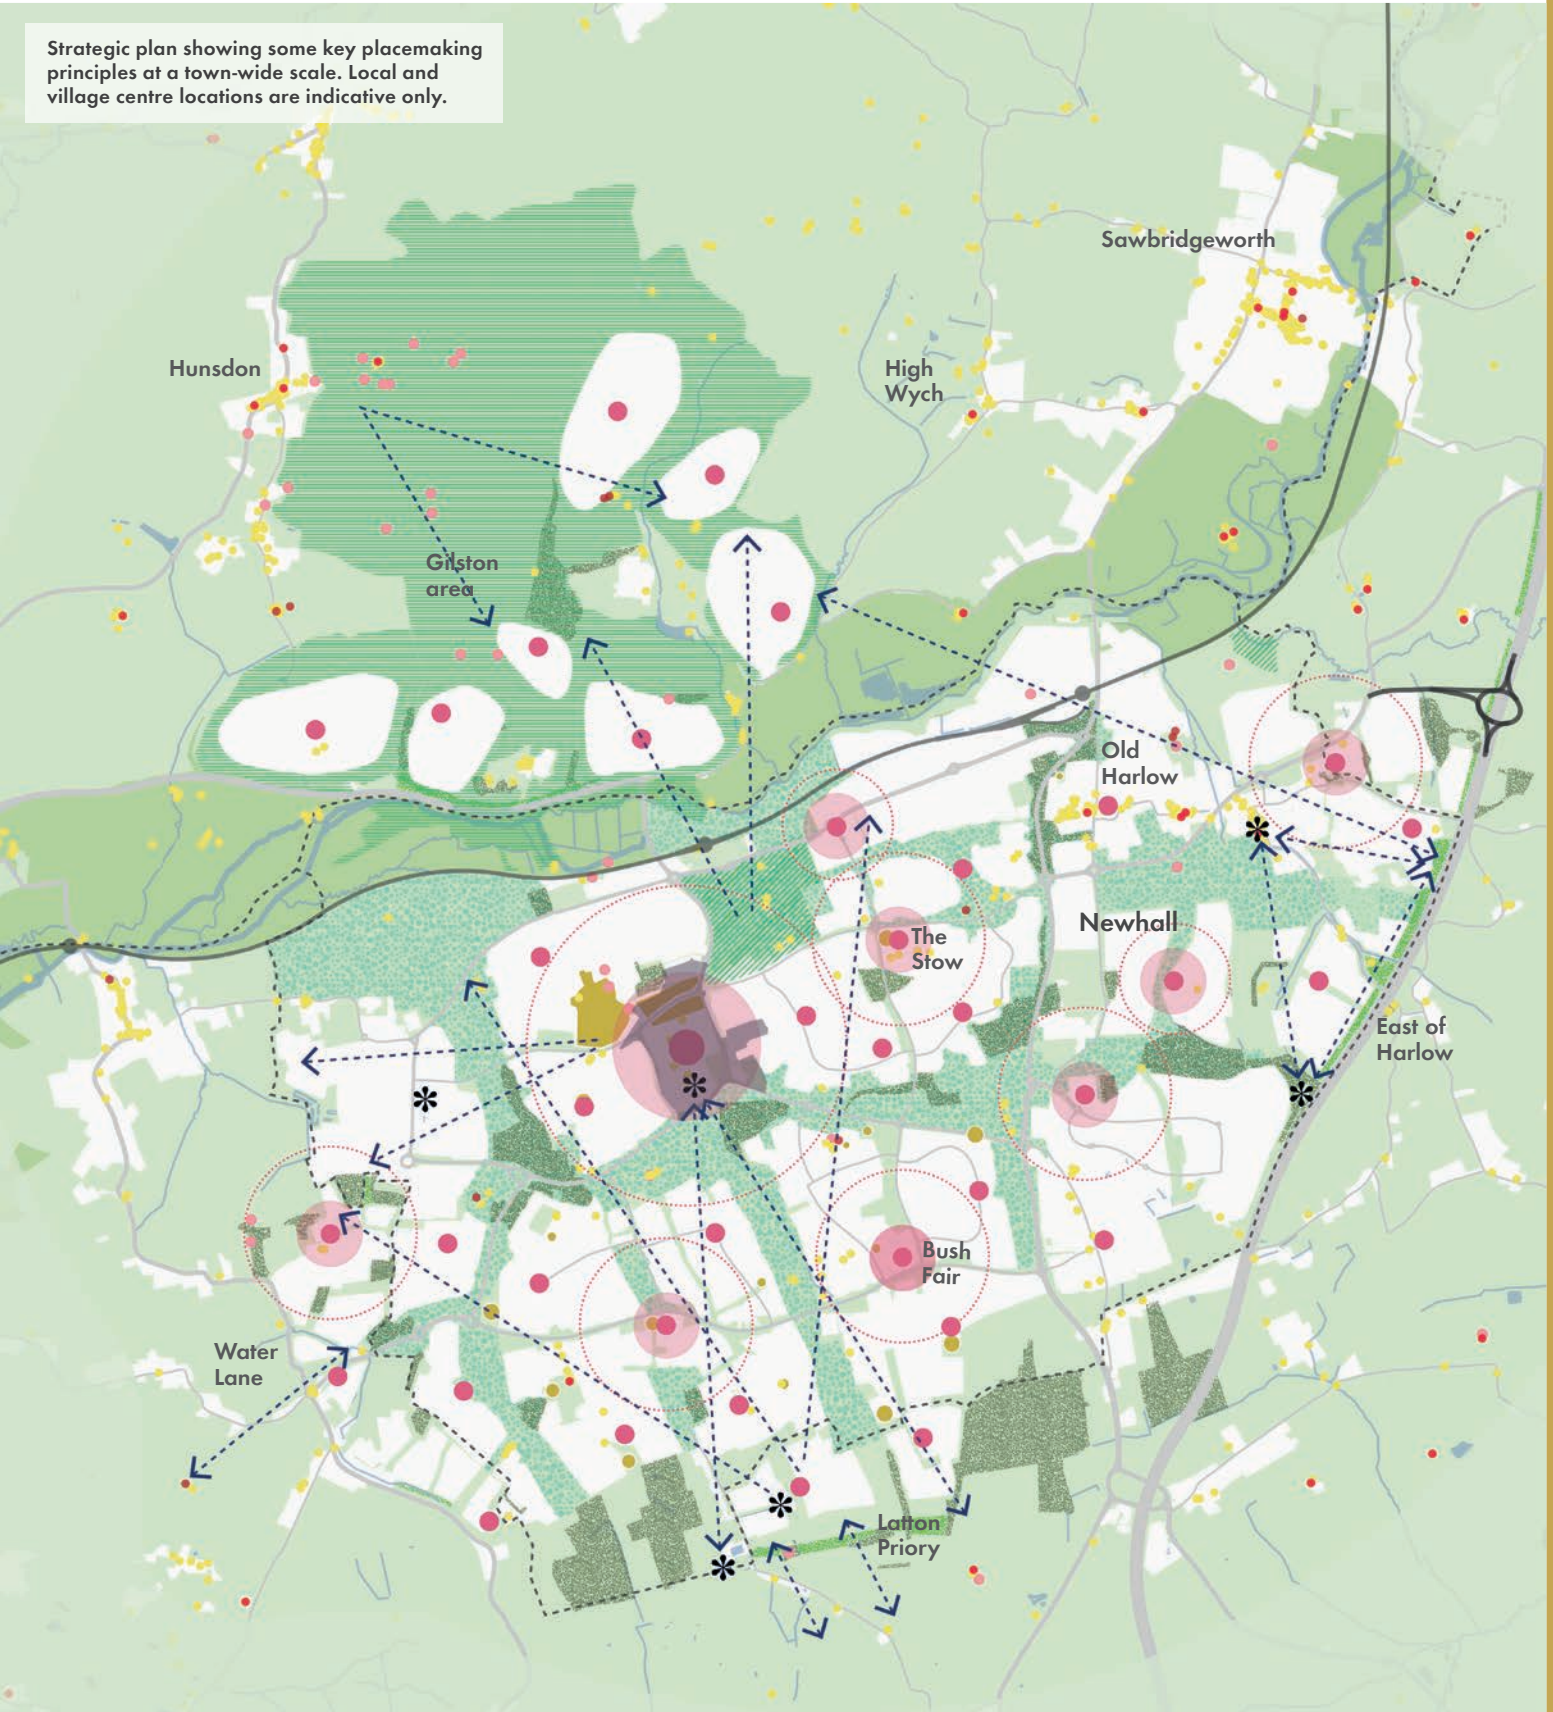 Strategic plan showing some key placemaking
principles at a town-wide scale. Local and
village centre locations are indicative only.
Sawbridgeworth
Hunsdon
High
Wych
Gilston
area
Old
Harlow
Newhall
The
Stow
East of
Harlow
Bush
Fair
Water
Lane
Latton
Priory